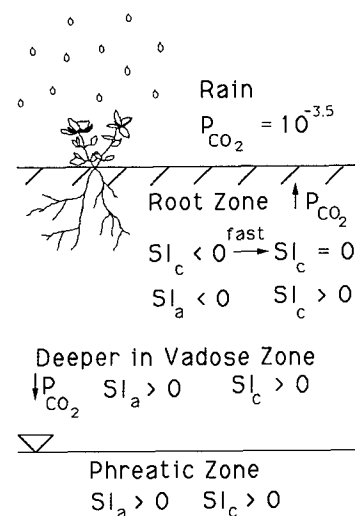 Rain
P_CO2 = 10^-3.5
Root Zone ↑P_CO2
SI_c < 0 fast→ SI_c = 0
SI_a < 0 SI_c > 0
Deeper in Vadose Zone
↓P_CO2 SI_a > 0 SI_c > 0
Phreatic Zone
SI_a > 0 SI_c > 0